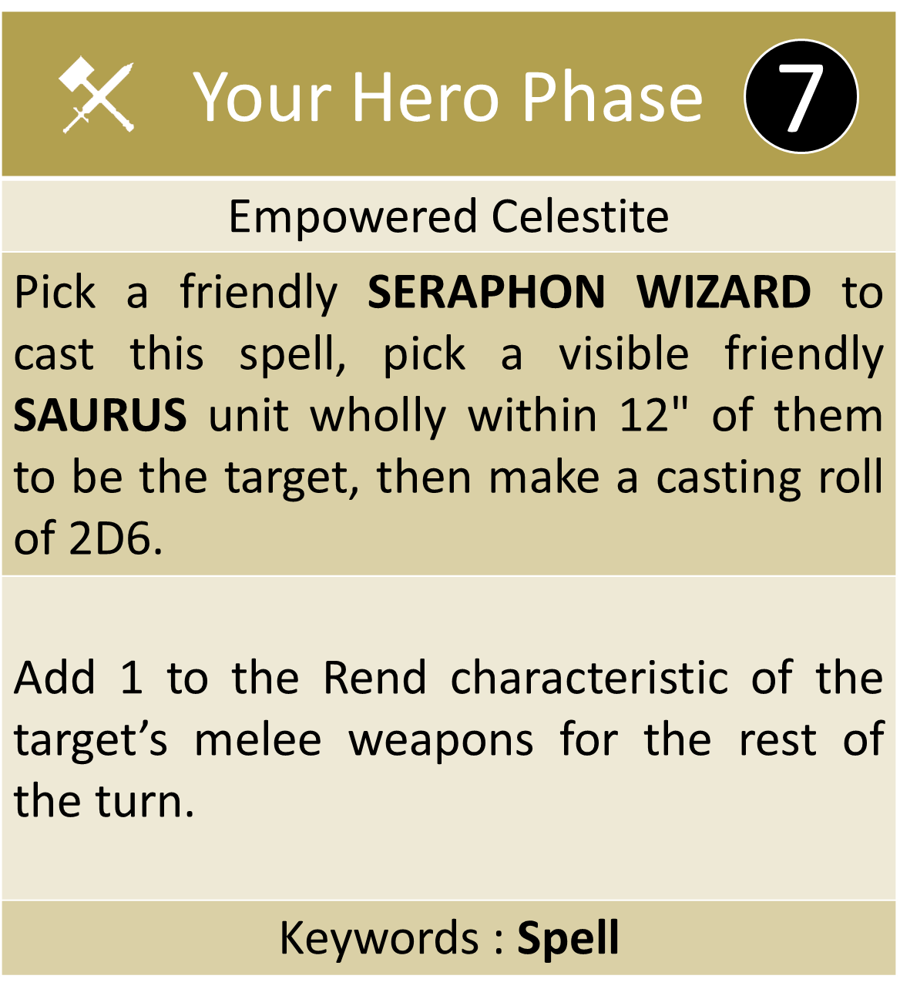 Your Hero Phase 7
Empowered Celestite
Pick a friendly SERAPHON WIZARD to
cast this spell, pick a visible friendly
SAURUS unit wholly within 12" of them
to be the target, then make a casting roll
of 2D6.
Add 1 to the Rend characteristic of the
target’s melee weapons for the rest of
the turn.
Keywords : Spell